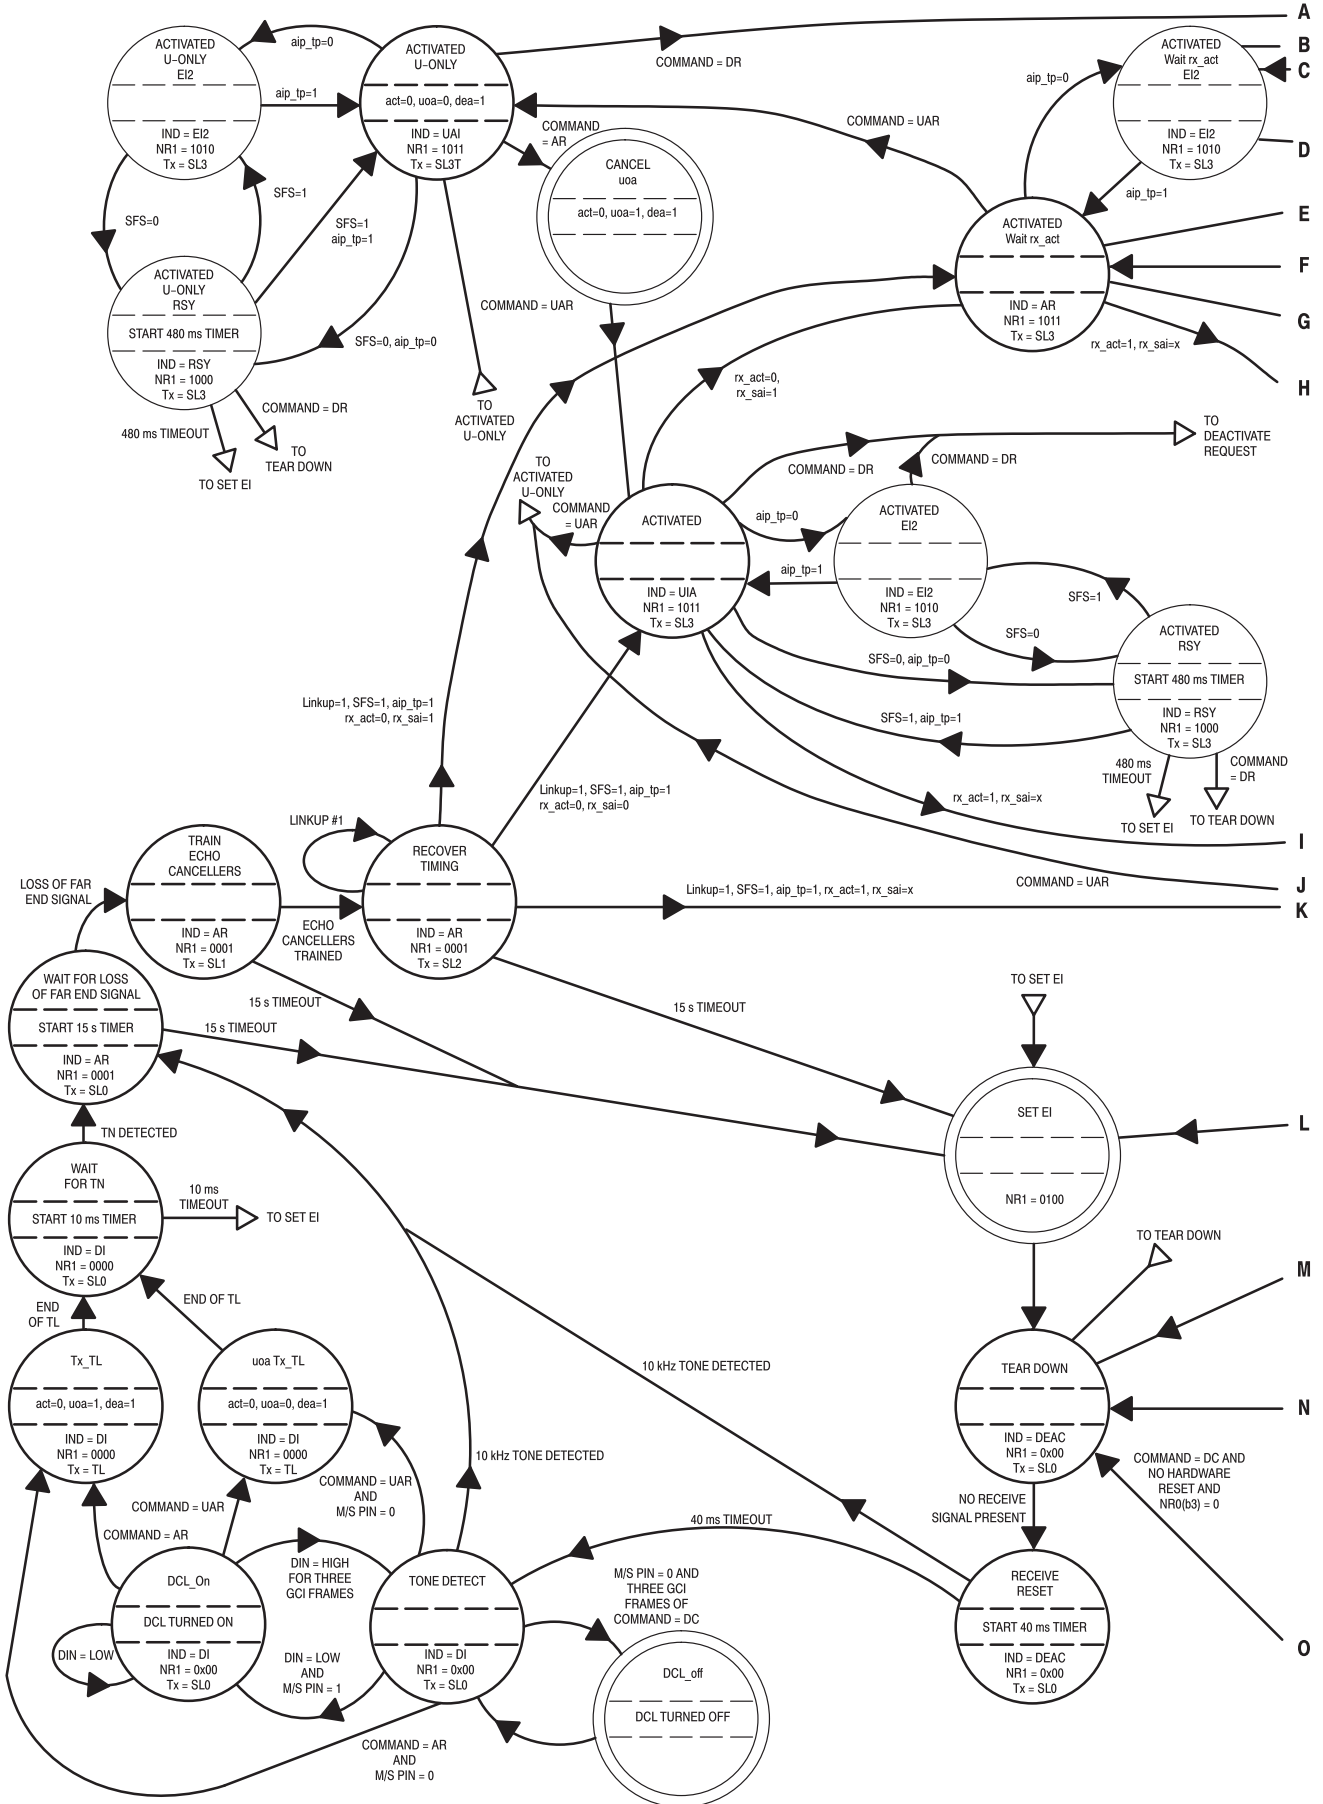 ACTIVATED
U–ONLY
EI2
IND = EI2
NR1 = 1010
Tx = SL3
aip_tp=0
aip_tp=1
ACTIVATED
U–ONLY
act=0, uoa=0, dea=1
IND = UAI
NR1 = 1011
Tx = SL3T
COMMAND = DR
A
COMMAND
= AR
CANCEL
uoa
act=0, uoa=1, dea=1
COMMAND = UAR
aip_tp=0
ACTIVATED
Wait rx_act
EI2
IND = EI2
NR1 = 1010
Tx = SL3
B
C
D
aip_tp=1
SFS=0
SFS=1
SFS=1
aip_tp=1
ACTIVATED
U–ONLY
RSY
START 480 ms TIMER
IND = RSY
NR1 = 1000
Tx = SL3
SFS=0, aip_tp=0
COMMAND = DR
480 ms TIMEOUT
TO
TEAR DOWN
TO SET EI
TO
ACTIVATED
U–ONLY
COMMAND = UAR
ACTIVATED
Wait rx_act
IND = AR
NR1 = 1011
Tx = SL3
E
F
G
rx_act=1, rx_sai=x
H
rx_act=0,
rx_sai=1
TO
DEACTIVATE
REQUEST
COMMAND = DR
COMMAND = DR
TO
ACTIVATED
U–ONLY
COMMAND
= UAR
ACTIVATED
IND = UIA
NR1 = 1011
Tx = SL3
aip_tp=0
aip_tp=1
ACTIVATED
EI2
IND = EI2
NR1 = 1010
Tx = SL3
SFS=1
SFS=0
ACTIVATED
RSY
START 480 ms TIMER
IND = RSY
NR1 = 1000
Tx = SL3
SFS=0, aip_tp=0
SFS=1, aip_tp=1
480 ms
TIMEOUT
COMMAND
= DR
TO SET EI
TO TEAR DOWN
rx_act=1, rx_sai=x
I
COMMAND = UAR
J
Linkup=1, SFS=1, aip_tp=1
rx_act=0, rx_sai=1
Linkup=1, SFS=1, aip_tp=1
rx_act=0, rx_sai=0
LINKUP #1
TRAIN
ECHO
CANCELLERS
IND = AR
NR1 = 0001
Tx = SL1
ECHO
CANCELLERS
TRAINED
RECOVER
TIMING
IND = AR
NR1 = 0001
Tx = SL2
Linkup=1, SFS=1, aip_tp=1, rx_act=1, rx_sai=x
K
LOSS OF FAR
END SIGNAL
WAIT FOR LOSS
OF FAR END SIGNAL
START 15 s TIMER
IND = AR
NR1 = 0001
Tx = SL0
15 s TIMEOUT
15 s TIMEOUT
15 s TIMEOUT
TO SET EI
SET EI
NR1 = 0100
L
TN DETECTED
WAIT
FOR TN
START 10 ms TIMER
IND = DI
NR1 = 0000
Tx = SL0
10 ms
TIMEOUT
TO SET EI
END
OF TL
END OF TL
TO TEAR DOWN
M
TEAR DOWN
IND = DEAC
NR1 = 0x00
Tx = SL0
N
Tx_TL
act=0, uoa=1, dea=1
IND = DI
NR1 = 0000
Tx = TL
uoa Tx_TL
act=0, uoa=0, dea=1
IND = DI
NR1 = 0000
Tx = TL
10 kHz TONE DETECTED
10 kHz TONE DETECTED
COMMAND = UAR
AND
M/S PIN = 0
COMMAND = UAR
COMMAND = AR
NO RECEIVE
SIGNAL PRESENT
COMMAND = DC AND
NO HARDWARE
RESET AND
NR0(b3) = 0
O
40 ms TIMEOUT
DCL_On
DCL TURNED ON
IND = DI
NR1 = 0x00
Tx = SL0
DIN = LOW
DIN = HIGH
FOR THREE
GCI FRAMES
DIN = LOW
AND
M/S PIN = 1
TONE DETECT
IND = DI
NR1 = 0x00
Tx = SL0
M/S PIN = 0 AND
THREE GCI
FRAMES OF
COMMAND = DC
DCL_off
DCL TURNED OFF
RECEIVE
RESET
START 40 ms TIMER
IND = DEAC
NR1 = 0x00
Tx = SL0
COMMAND = AR
AND
M/S PIN = 0